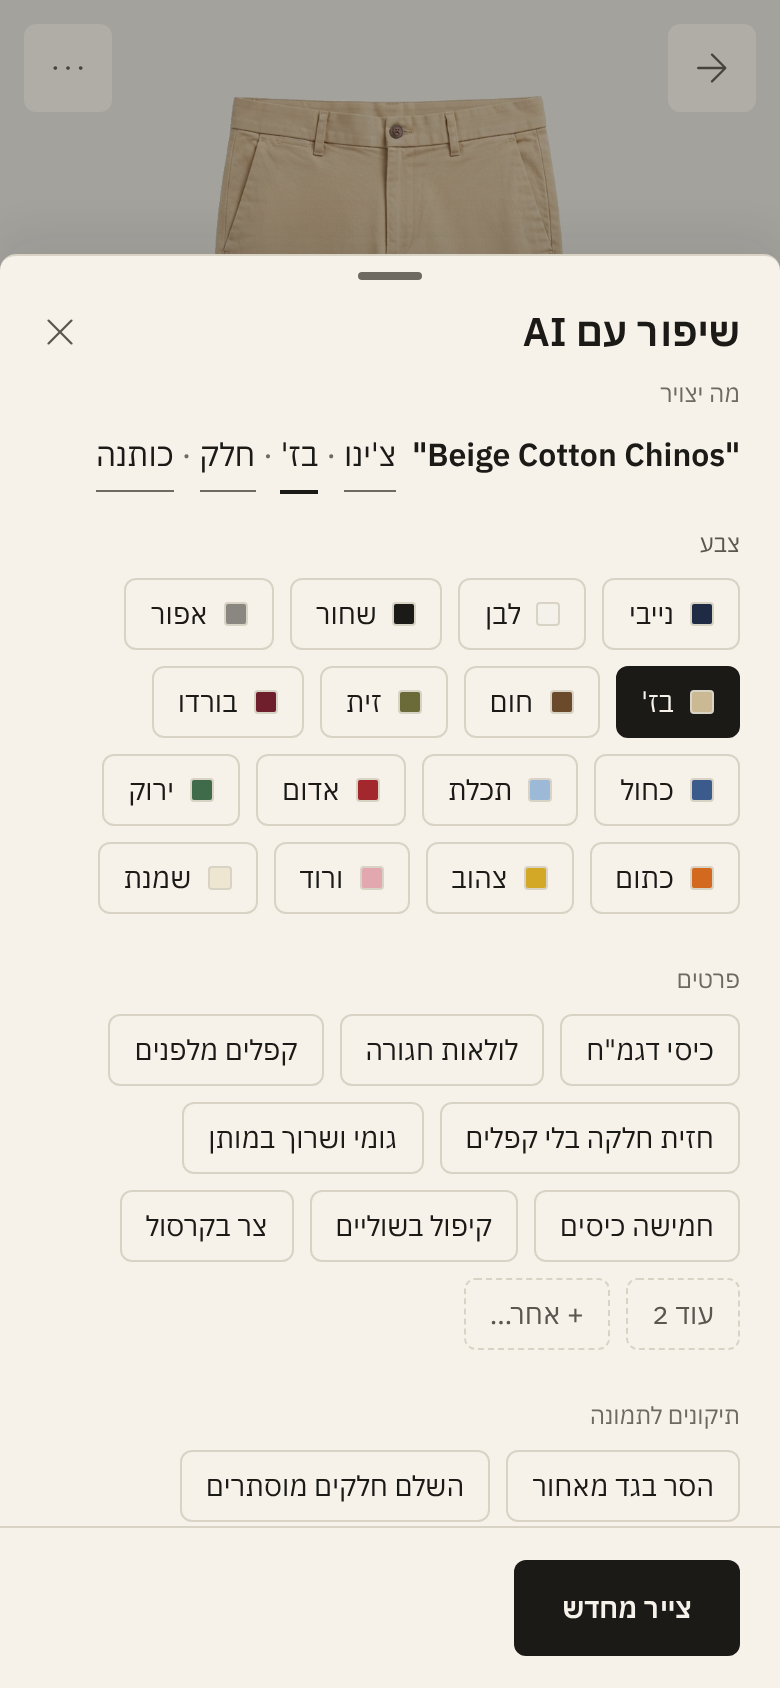 ...
שיפור עם AI
מה יצויר
"Beige Cotton Chinos" צ'ינו · בז' · חלק · כותנה
צבע
נייבי לבן שחור אפור
בז' חום זית בורדו
כחול תכלת אדום ירוק
כתום צהוב ורוד שמנת
פרטים
כיסי דגמ"ח לולאות חגורה קפלים מלפנים
חזית חלקה בלי קפלים גומי ושרוך במותן
חמישה כיסים קיפול בשוליים צר בקרסול
עוד 2 + אחר...
תיקונים לתמונה
הסר בגד מאחור השלם חלקים מוסתרים
צייר מחדש